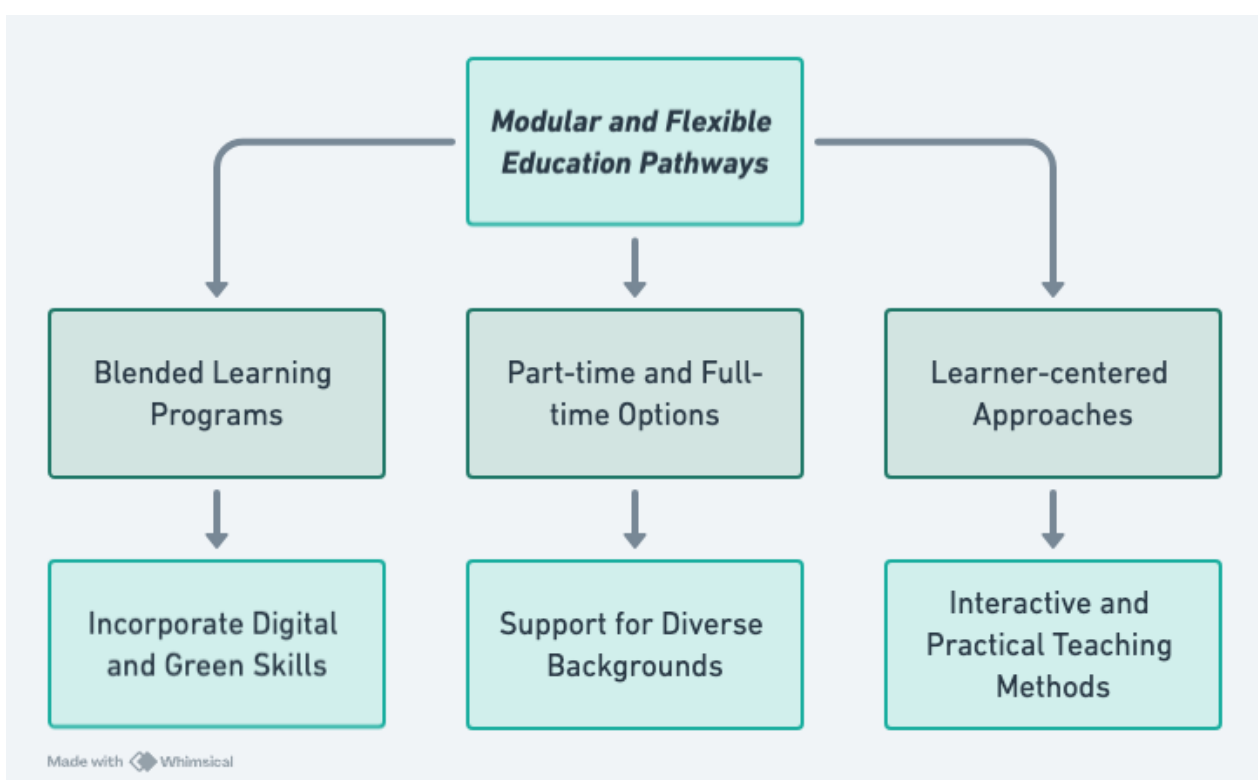 Modular and Flexible
Education Pathways
Blended Learning
Programs
Part-time and Full-
time Options
Learner-centered
Approaches
Incorporate Digital
and Green Skills
Support for Diverse
Backgrounds
Interactive and
Practical Teaching
Methods
Made with Whimsical